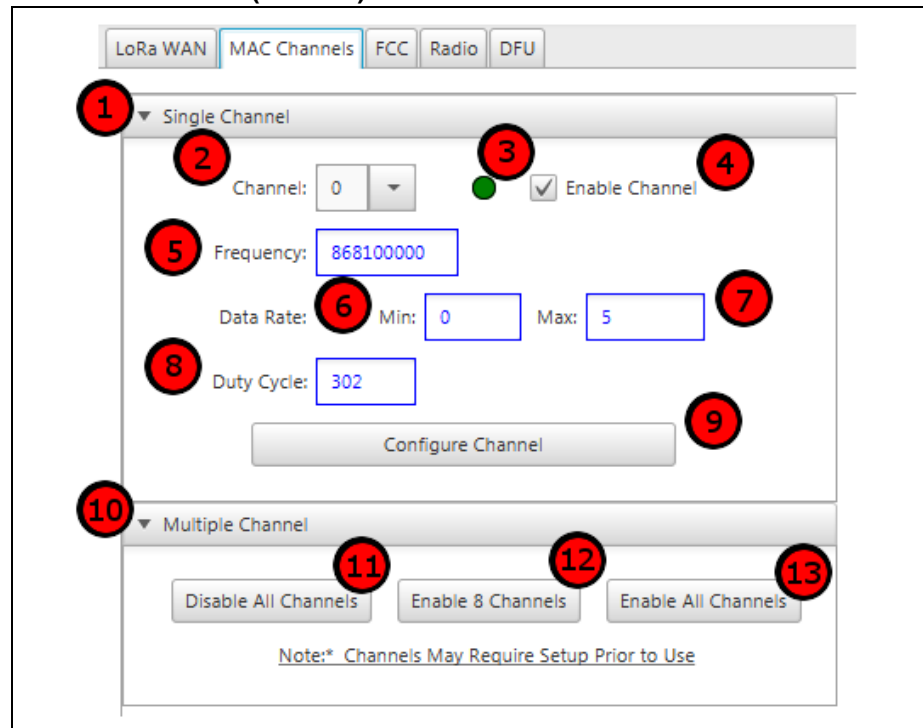 LoRa WAN MAC Channels FCC Radio DFU
1 Single Channel
2 3 4
Channel: 0 Enable Channel
5 Frequency: 868100000
6 7
Data Rate: Min: 0 Max: 5
8 Duty Cycle: 302
9
Configure Channel
10 Multiple Channel
11 12 13
Disable All Channels Enable 8 Channels Enable All Channels
Note:* Channels May Require Setup Prior to Use